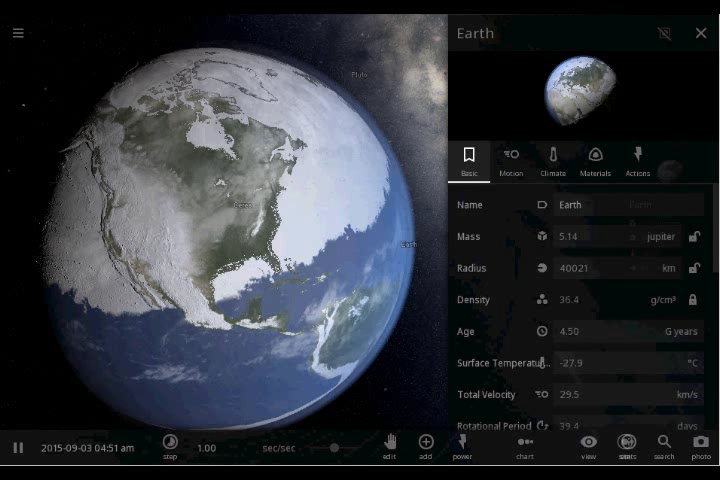 Earth
Pluto
Basic
Motion
Climate
Materials
Actions
Name
Earth
Mass
5.14
jupiter
Radius
40021
km
Density
36.4
g/cm³
Age
4.50
G years
Surface Temperatu...
-27.9
°C
Total Velocity
29.5
km/s
Rotational Period
39.4
days
Earth
2015-09-03 04:51 am
step
1.00
sec/sec
edit
add
power
chart
view
search
photo